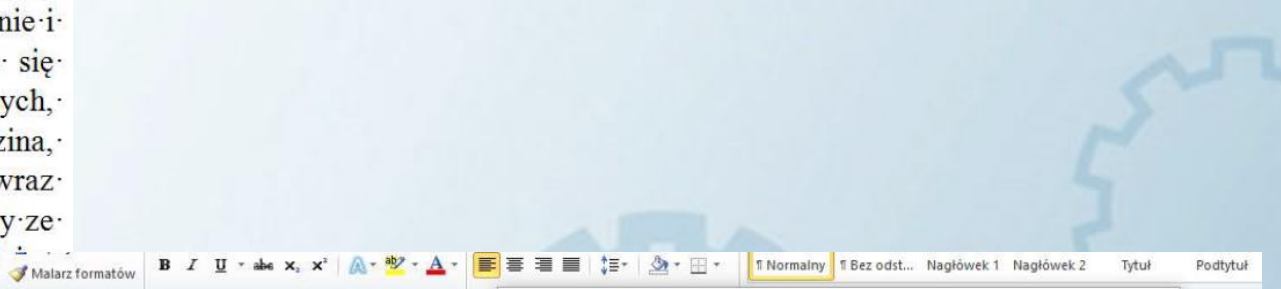 nie·i·
· się·
ych,·
zina,·
wraz·
y·ze·
Malarz formatów B I U abc x₂ x² A ab A ¶ Normalny ¶ Bez odst... Nagłówek 1 Nagłówek 2 Tytuł Podtytuł